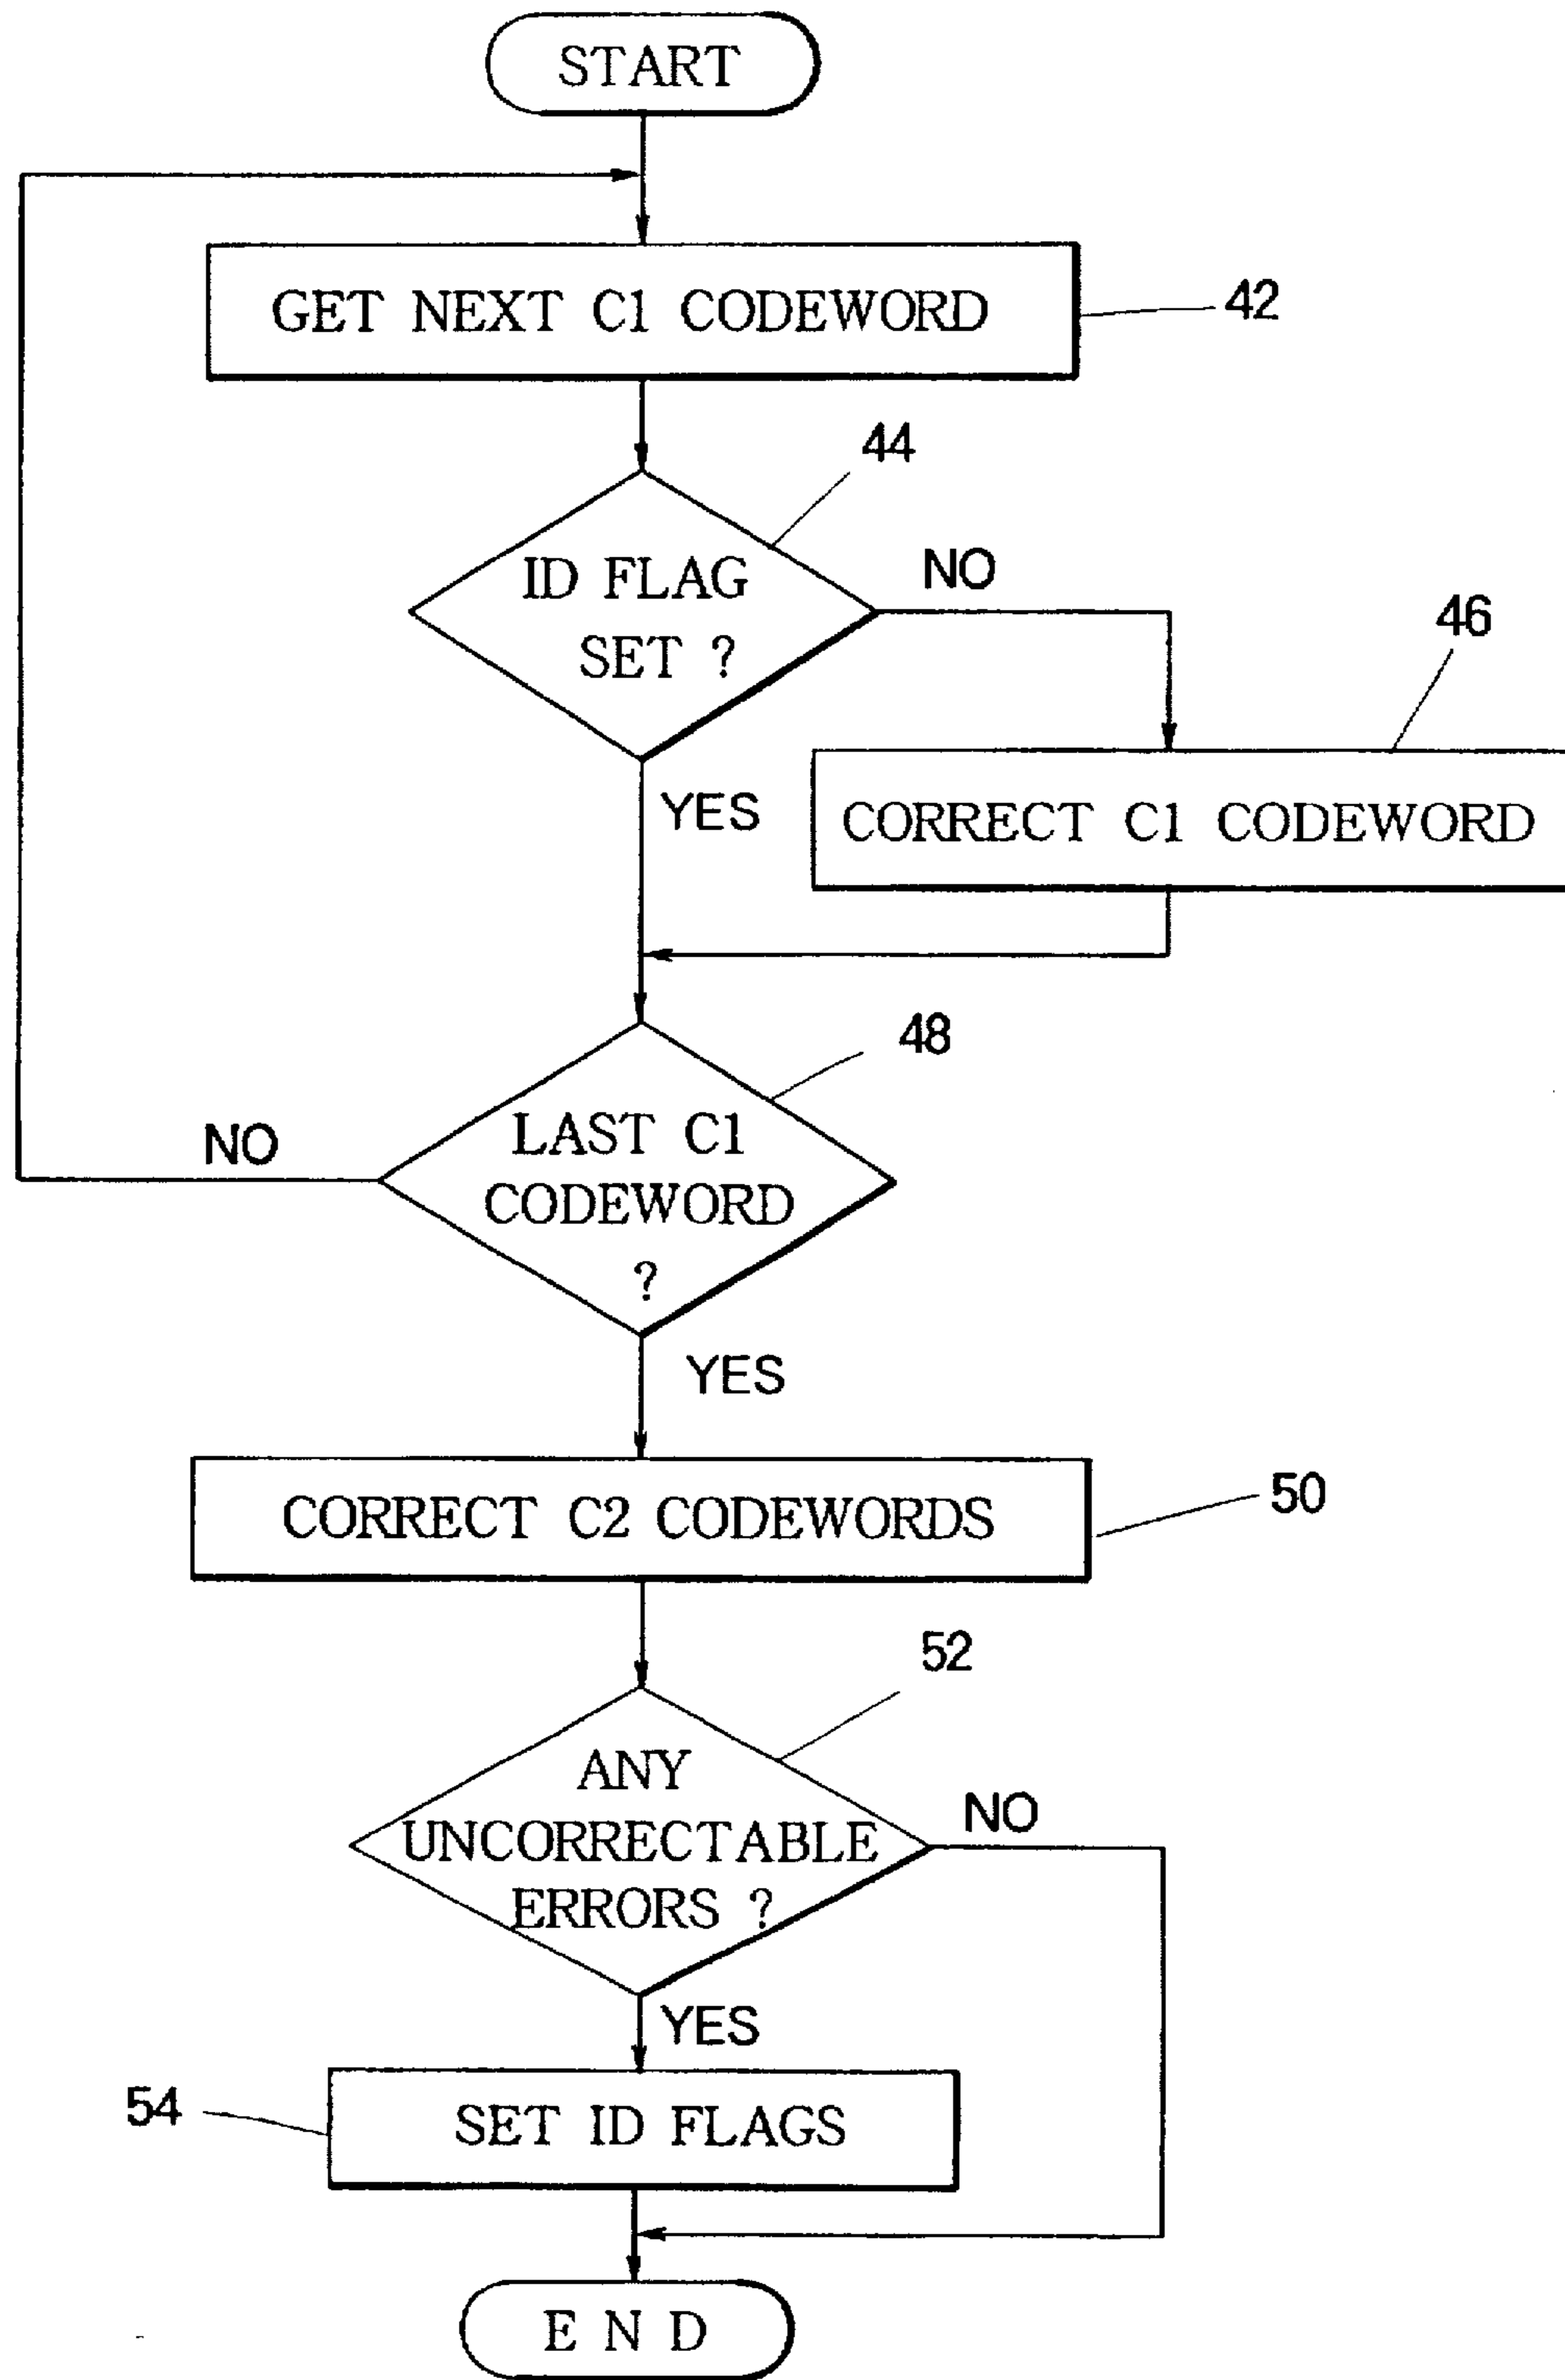 START
GET NEXT C1 CODEWORD
42
44
ID FLAG
SET ?
NO
46
YES
CORRECT C1 CODEWORD
48
LAST C1
CODEWORD
?
NO
YES
CORRECT C2 CODEWORDS
50
52
ANY
UNCORRECTABLE
ERRORS ?
NO
YES
54
SET ID FLAGS
E N D